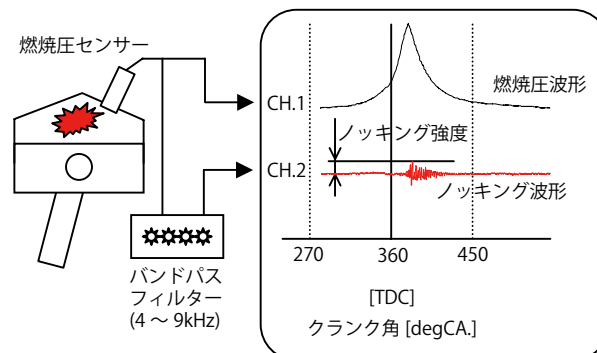 燃焼圧センサー
CH.1
燃焼圧波形
ノッキング強度
CH.2
ノッキング波形
270
360
450
[TDC]
クランク角 [degCA.]
バンドパス
フィルター
(4 ～ 9kHz)